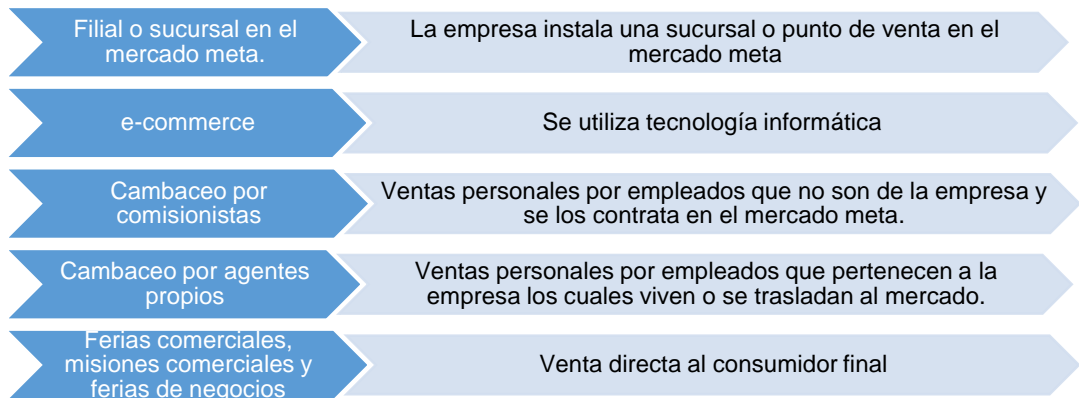 Filial o sucursal en el
mercado meta.
La empresa instala una sucursal o punto de venta en el
mercado meta
e-commerce
Se utiliza tecnología informática
Cambaceo por
comisionistas
Ventas personales por empleados que no son de la empresa y
se los contrata en el mercado meta.
Cambaceo por agentes
propios
Ventas personales por empleados que pertenecen a la
empresa los cuales viven o se trasladan al mercado.
Ferias comerciales,
misiones comerciales y
ferias de negocios
Venta directa al consumidor final